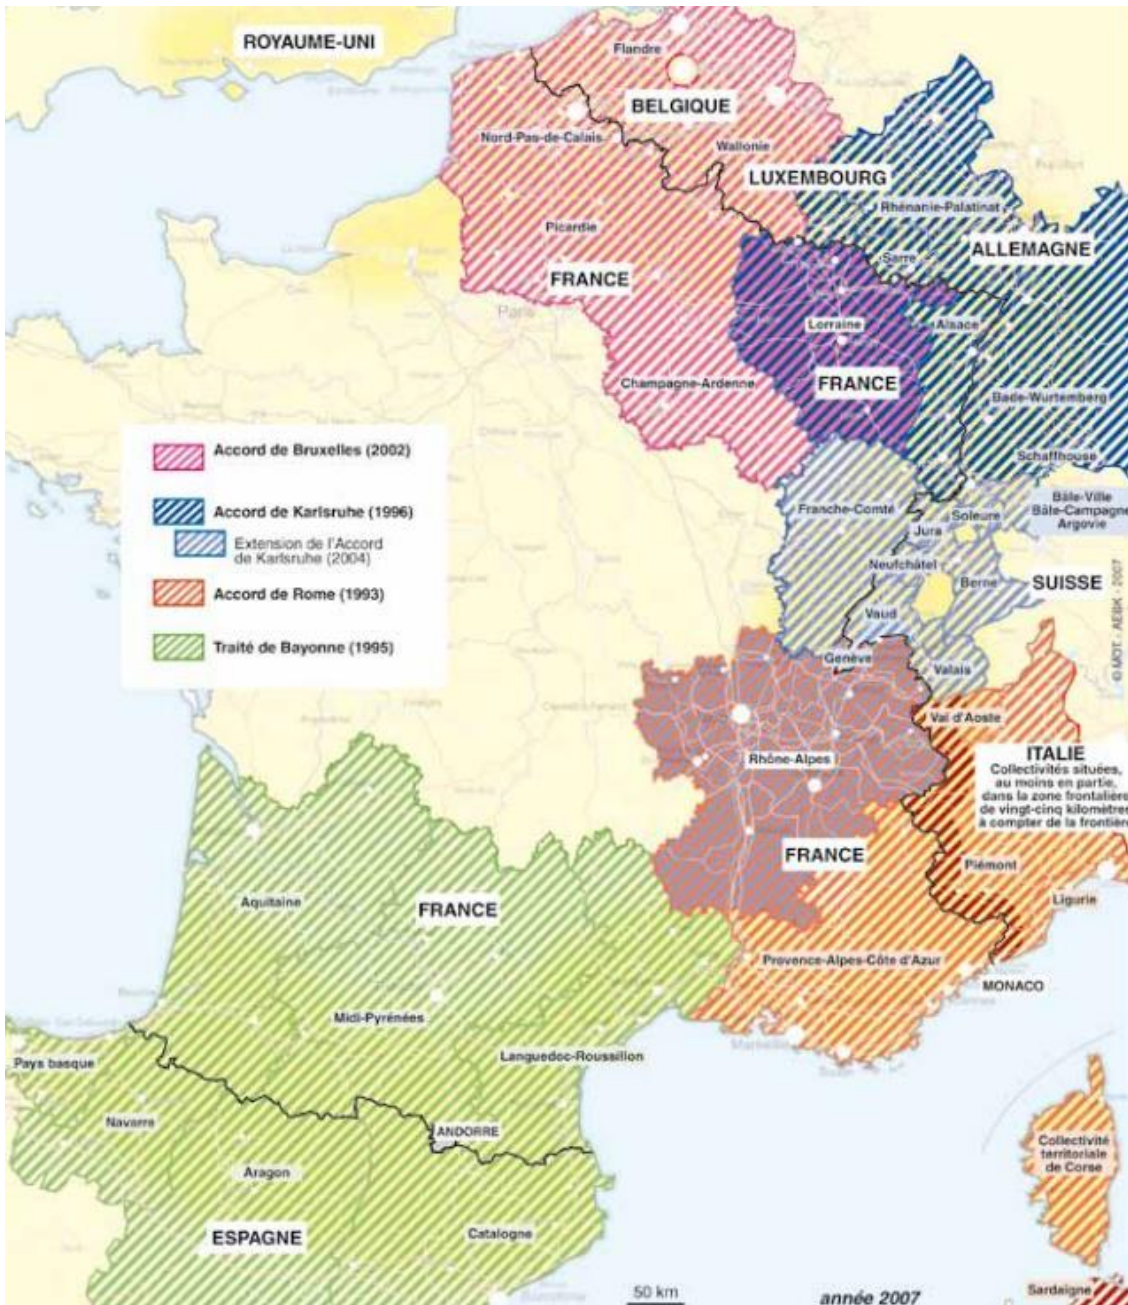 ROYAUME-UNI
Flandre
BELGIQUE
Nord-Pas-de-Calais
Wallonie
LUXEMBOURG
Rhénanie-Palatinat
Picardie
ALLEMAGNE
Sarre
FRANCE
Paris
Lorraine
Alsace
FRANCE
Champagne-Ardenne
Bade-Wurtemberg
Schaffhouse
Accord de Bruxelles (2002)
Accord de Karlsruhe (1996)
Extension de l'Accord
de Karlsruhe (2004)
Accord de Rome (1993)
Traité de Bayonne (1995)
Franche-Comté
Bâle-Ville
Bâle-Campagne
Argovie
Soleure
Jura
Neufchâtel
Berne
SUISSE
Vaud
Genève
Valais
© MOT - AEBK - 2007
Val d'Aoste
Rhône-Alpes
ITALIE
Collectivités situées,
au moins en partie,
dans la zone frontalière
de vingt-cinq kilomètres
à compter de la frontière
FRANCE
Piémont
Ligurie
Aquitaine
FRANCE
Provence-Alpes-Côte d'Azur
MONACO
Midi-Pyrénées
Marseille
Languedoc-Roussillon
Pays basque
Navarre
ANDORRE
Aragon
Collectivité
territoriale
de Corse
ESPAGNE
Catalogne
Sardaigne
50 km
année 2007